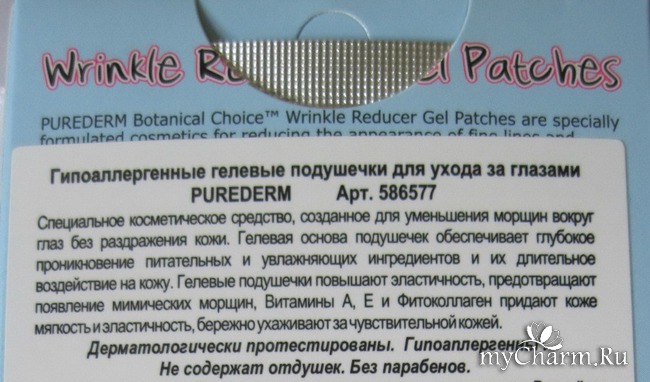 Wrinkle Re el Patches
PUREDERM Botanical Choice™ Wrinkle Reducer Gel Patches are specially
formulated cosmetics for reducing the appearance of fine lines and
Гипоаллергенные гелевые подушечки для ухода за глазами
PUREDERM Арт. 586577
Специальное косметическое средство, созданное для уменьшения морщин вокруг
глаз без раздражения кожи. Гелевая основа подушечек обеспечивает глубокое
проникновение питательных и увлажняющих ингредиентов и их длительное
воздействие на кожу. Гелевые подушечки повышают эластичность, предотвращают
появление мимических морщин, Витамины А, Е и Фитоколлаген придают коже
мягкость и эластичность, бережно ухаживают за чувствительной кожей.
Дерматологически протестированы. Гипоаллергенны.
Не содержат отдушек. Без парабенов.
myCharm.Ru